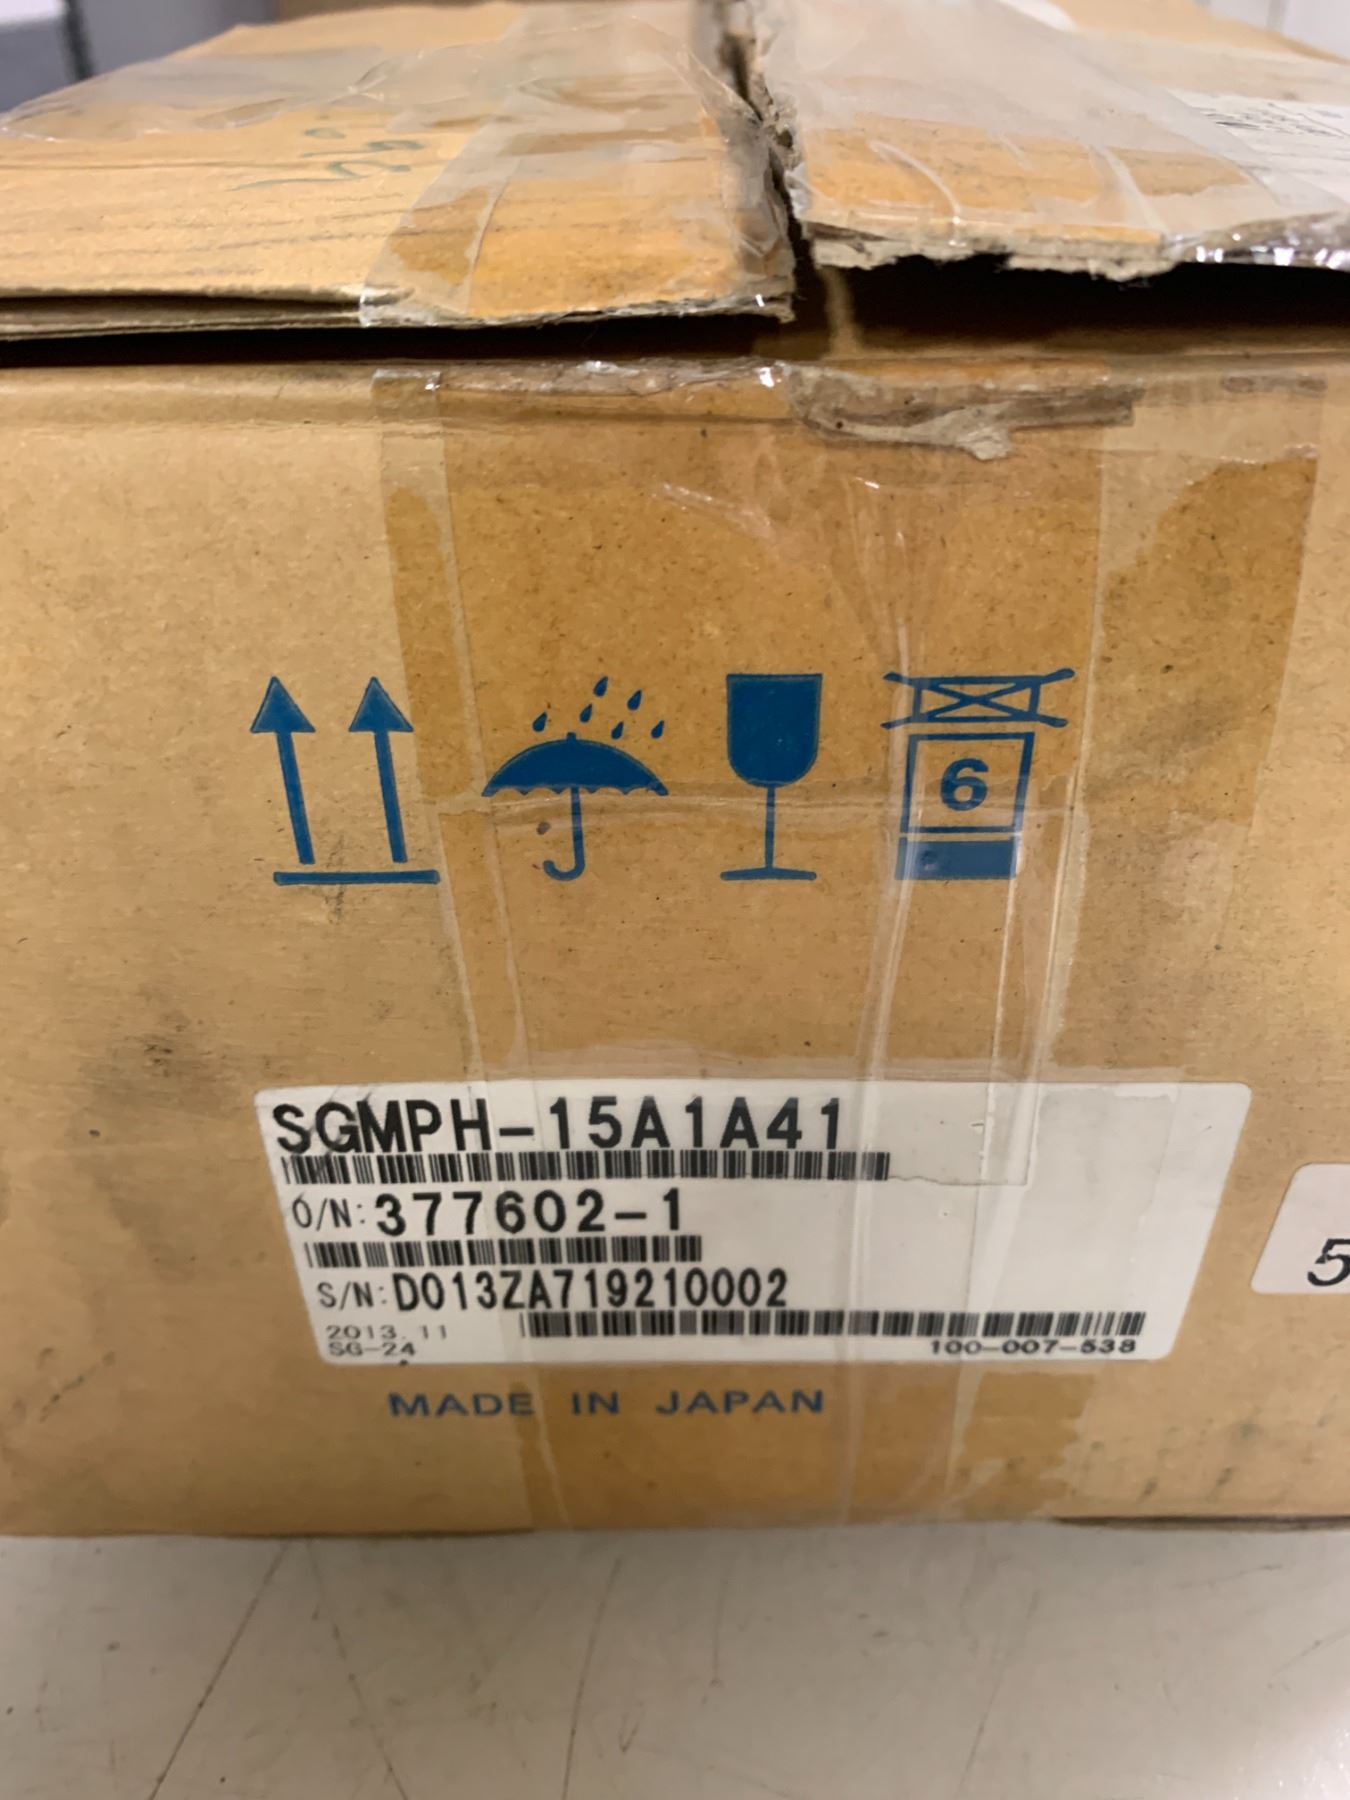 6
SGMPH-15A1A41
O/N: 377602-1
S/N: D013ZA719210002
2013.11
SG-24
100-007-538
MADE IN JAPAN
5